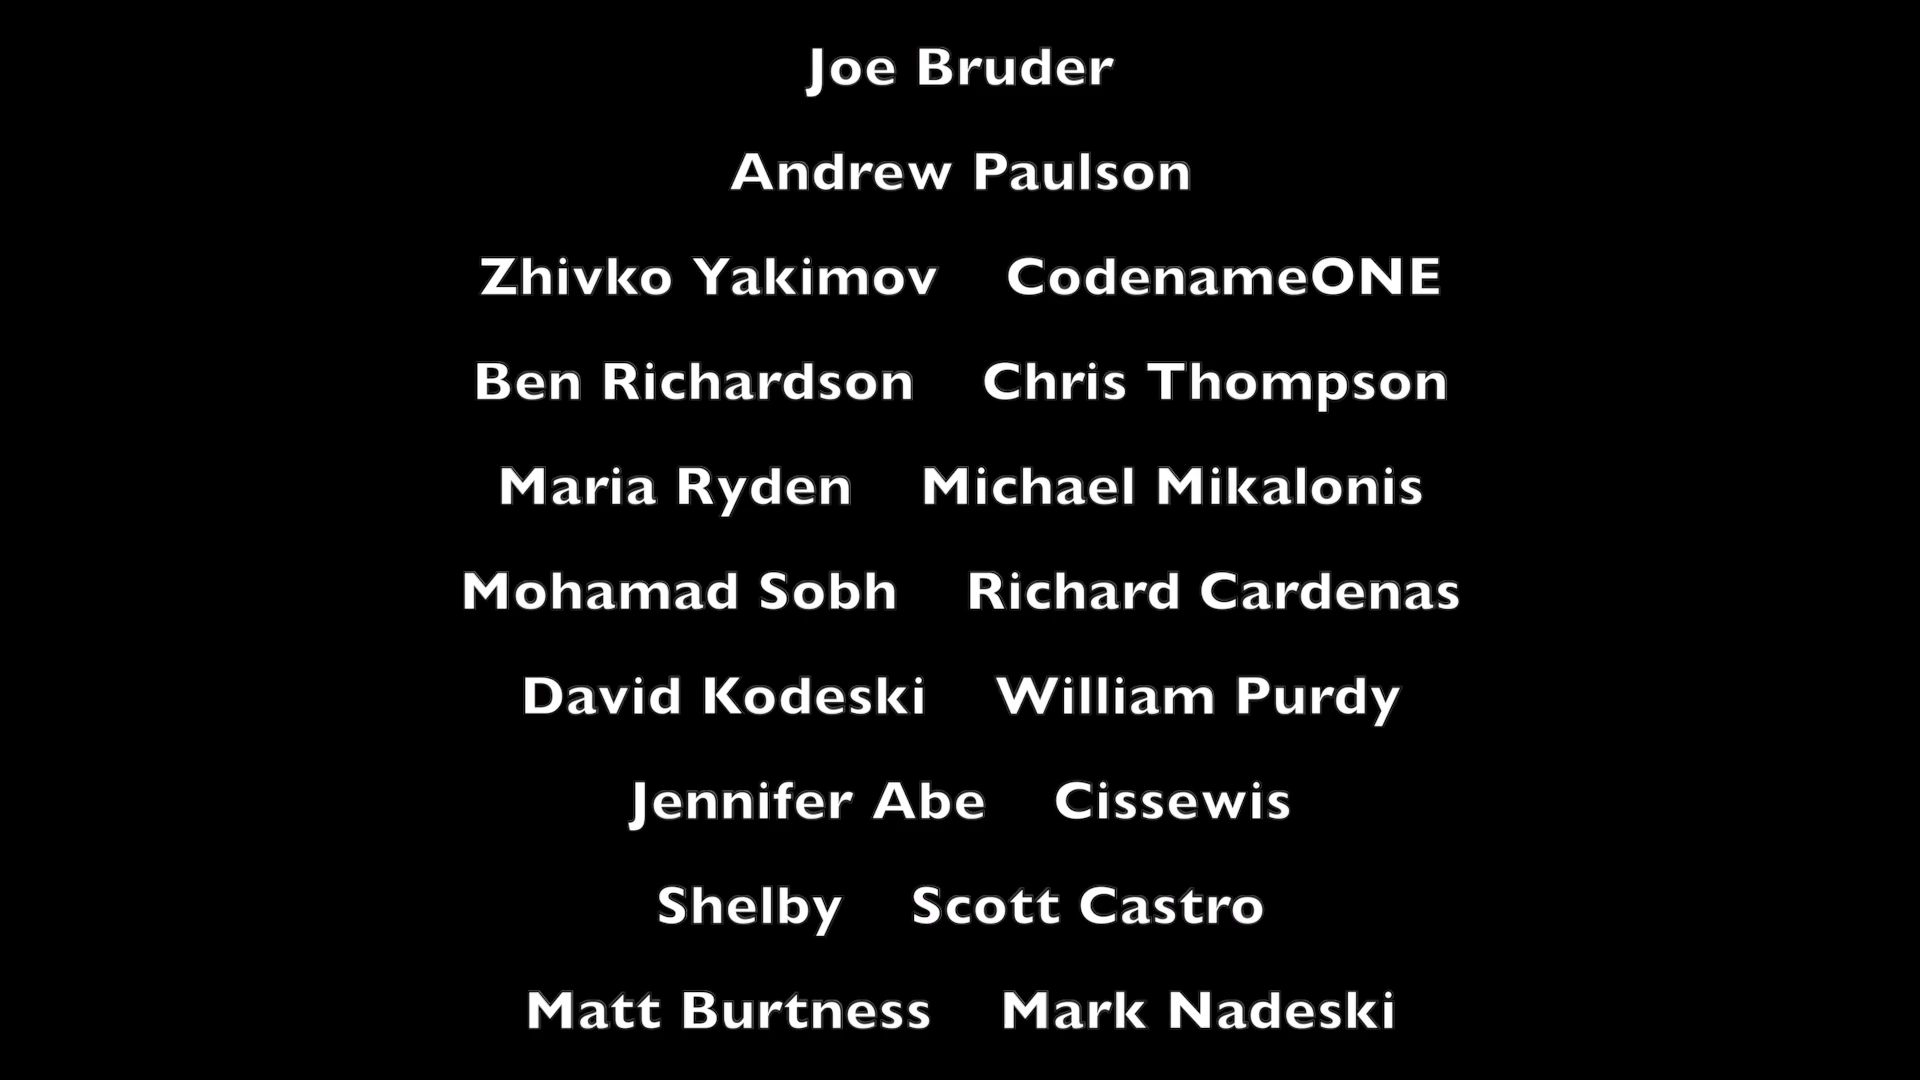 Joe Bruder
Andrew Paulson
Zhivko Yakimov    CodenameONE
Ben Richardson    Chris Thompson
Maria Ryden    Michael Mikalonis
Mohamad Sobh    Richard Cardenas
David Kodeski    William Purdy
Jennifer Abe    Cissewis
Shelby    Scott Castro
Matt Burtness    Mark Nadeski